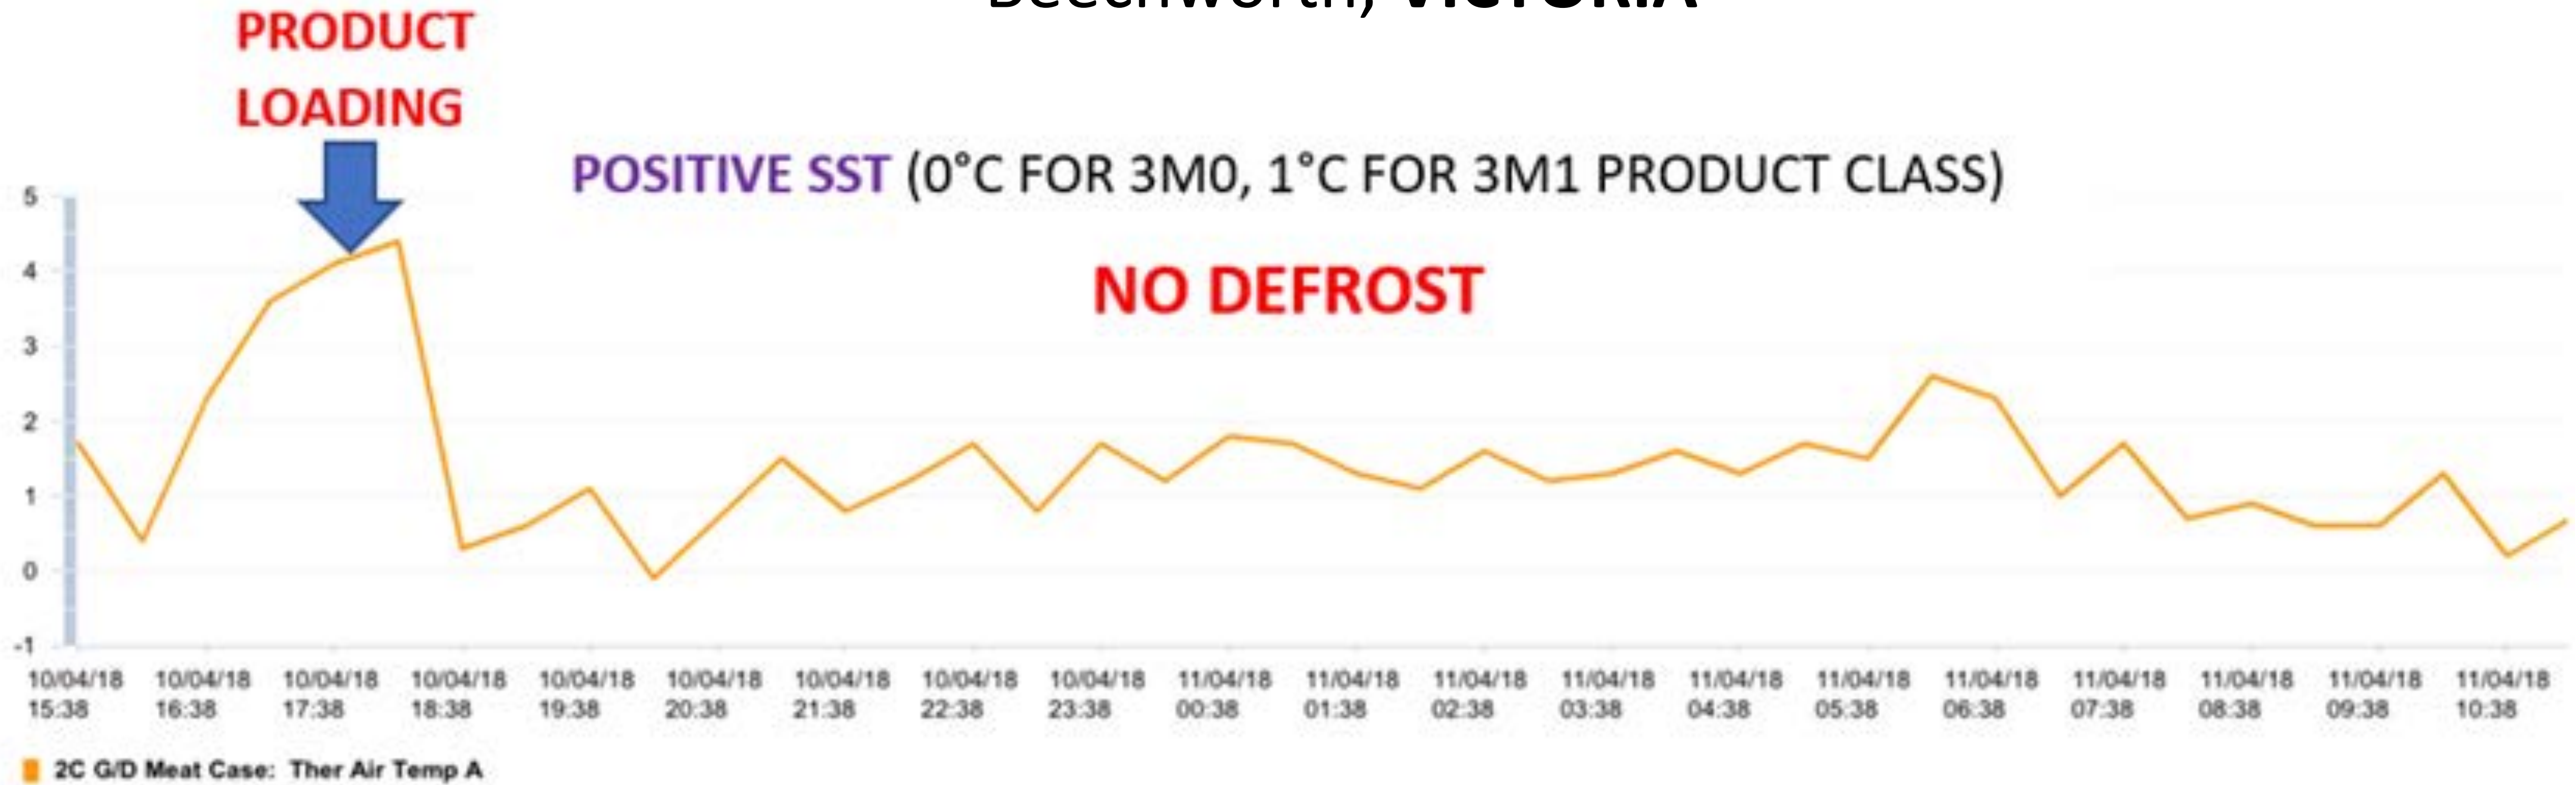 Beechworth, VICTORIA
PRODUCT
LOADING
POSITIVE SST (0°C FOR 3M0, 1°C FOR 3M1 PRODUCT CLASS)
NO DEFROST
5
4
3
2
1
0
-1
10/04/18 10/04/18 10/04/18 10/04/18 10/04/18 10/04/18 10/04/18 10/04/18 10/04/18 11/04/18 11/04/18 11/04/18 11/04/18 11/04/18 11/04/18 11/04/18 11/04/18 11/04/18 11/04/18 11/04/18
15:38 16:38 17:38 18:38 19:38 20:38 21:38 22:38 23:38 00:38 01:38 02:38 03:38 04:38 05:38 06:38 07:38 08:38 09:38 10:38
2C G/D Meat Case: Ther Air Temp A